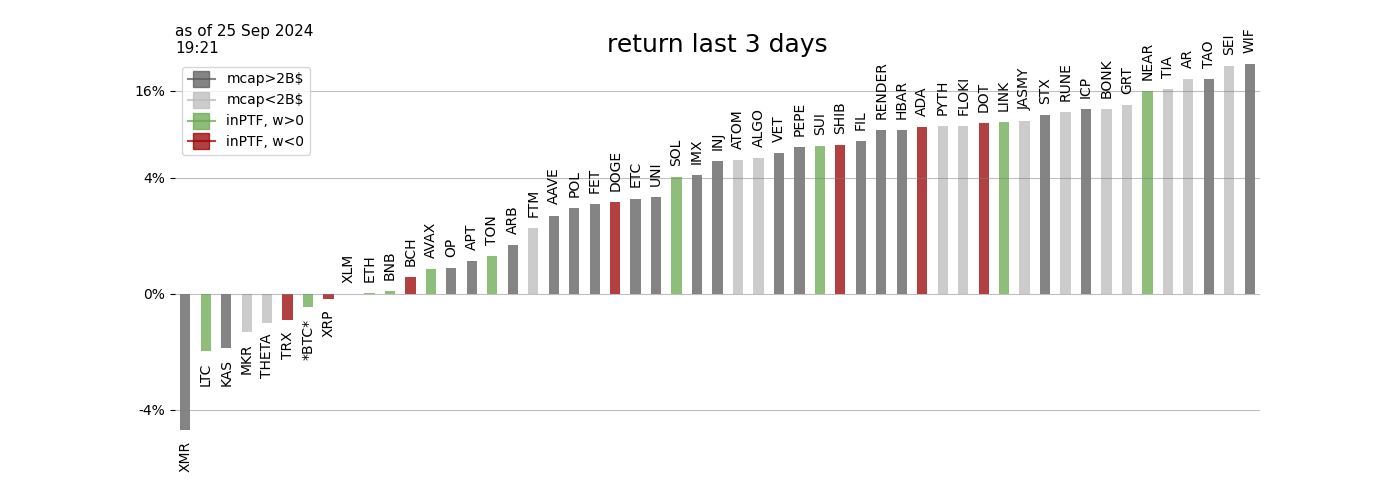 as of 25 Sep 2024
19:21
return last 3 days
mcap>2B$
mcap<2B$
inPTF, w>0
inPTF, w<0
16%
4%
0%
-4%
XMR
LTC
KAS
MKR
THETA
TRX
*BTC*
XRP
XLM
ETH
BNB
BCH
AVAX
OP
APT
TON
ARB
FTM
AAVE
POL
FET
DOGE
ETC
UNI
SOL
IMX
INJ
ATOM
ALGO
VET
PEPE
SUI
SHIB
FIL
RENDER
HBAR
ADA
PYTH
FLOKI
DOT
LINK
JASMY
STX
RUNE
ICP
BONK
GRT
NEAR
TIA
AR
TAO
SEI
WIF